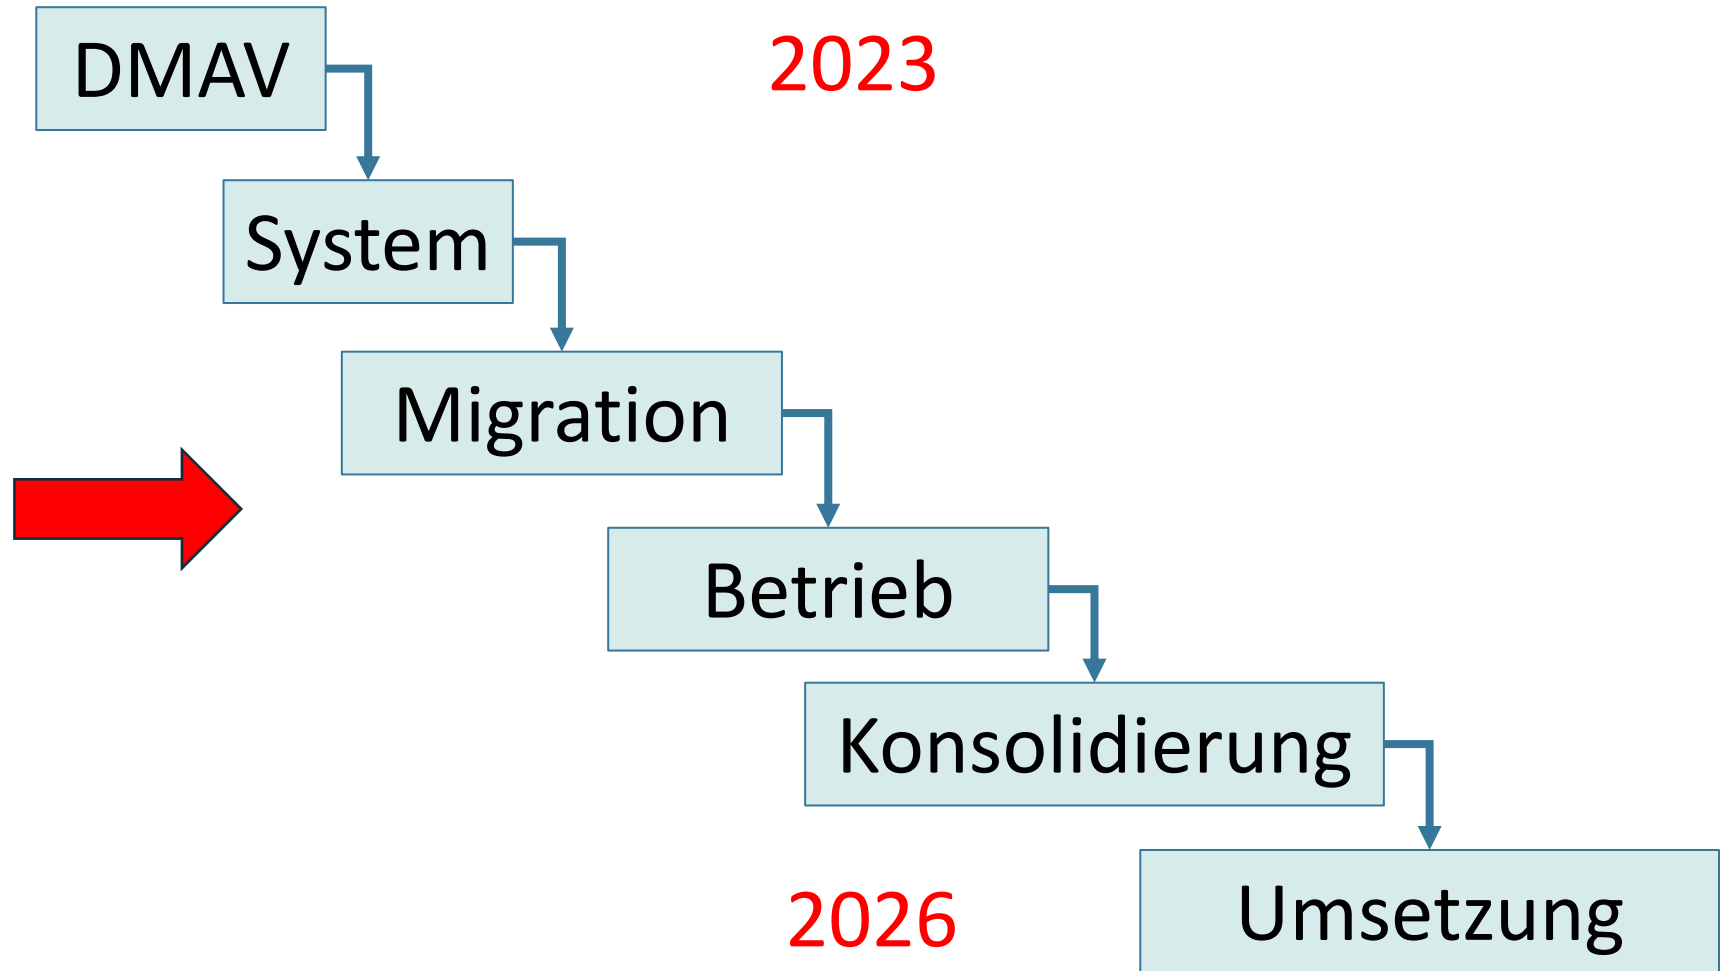 DMAV
2023
System
Migration
Betrieb
Konsolidierung
2026
Umsetzung